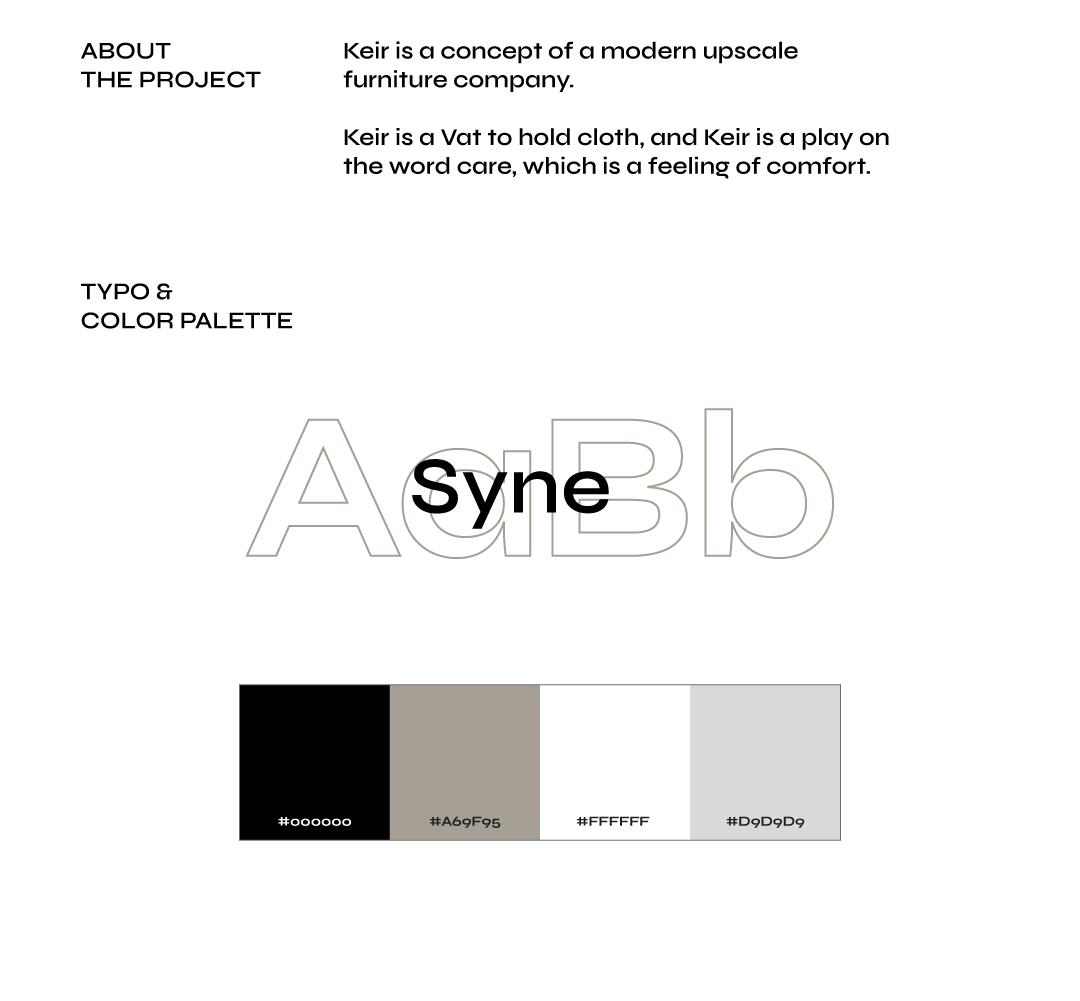 ABOUT
THE PROJECT
Keir is a concept of a modern upscale
furniture company.
Keir is a Vat to hold cloth, and Keir is a play on
the word care, which is a feeling of comfort.
TYPO &
COLOR PALETTE
AaBb
Syne
#000000
#A69F95
#FFFFFF
#D9D9D9